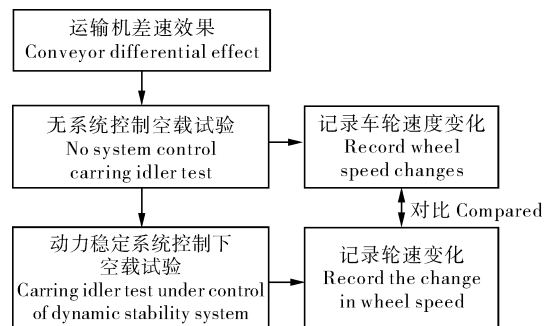 运输机差速效果
Conveyor differential effect
无系统控制空载试验
No system control
carring idler test
记录车轮速度变化
Record wheel
speed changes
对比 Compared
动力稳定系统控制下
空载试验
Carring idler test under control
of dynamic stability system
记录轮速变化
Record the change
in wheel speed